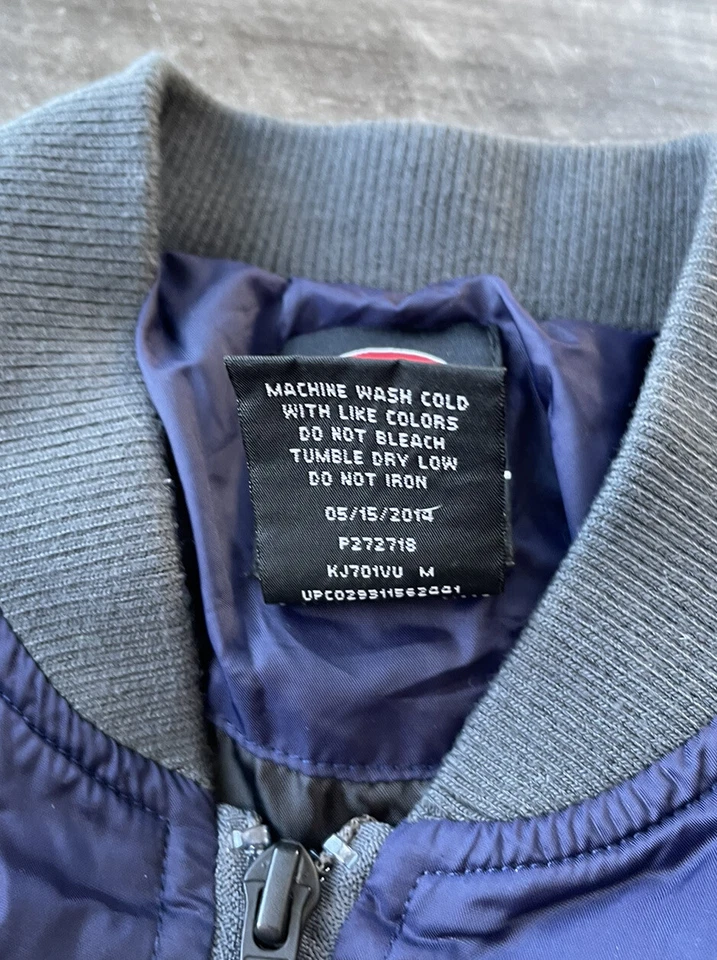 MACHINE WASH COLD
WITH LIKE COLORS
DO NOT BLEACH
TUMBLE DRY LOW
DO NOT IRON
05/15/2014
P272718
KJ701VU M